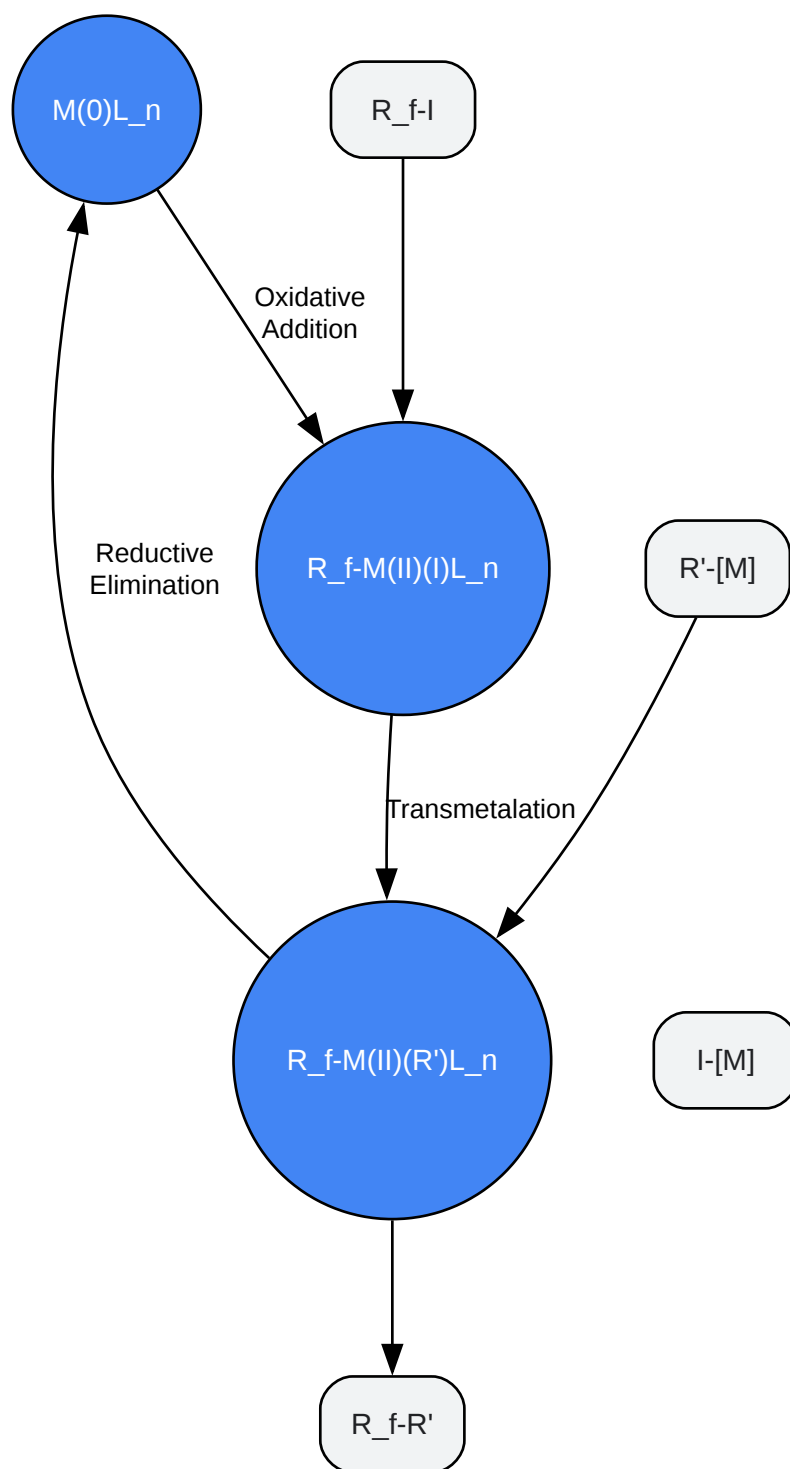 M(0)L_n
R_f-I
Oxidative
Addition
Reductive
Elimination
R_f-M(II)(I)L_n
R'-[M]
Transmetalation
R_f-M(II)(R')L_n
I-[M]
R_f-R'